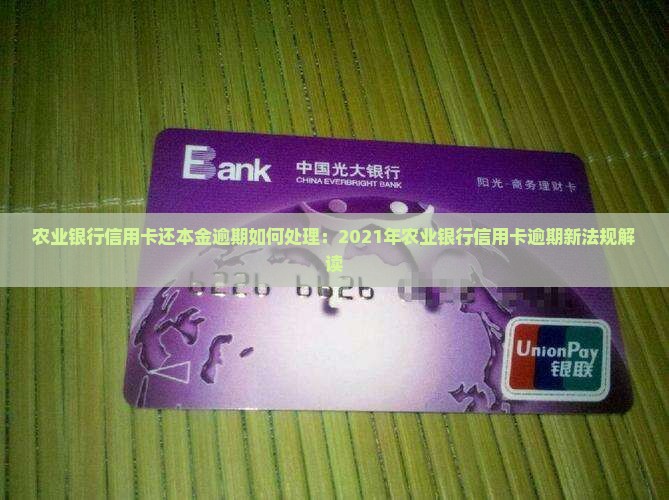 Bank
中国光大银行
CHINA EVERBRIGHT BANK
阳光·商务理财卡
农业银行信用卡还本金逾期如何处理：2021年农业银行信用卡逾期新法规解
读
UnionPay
银联